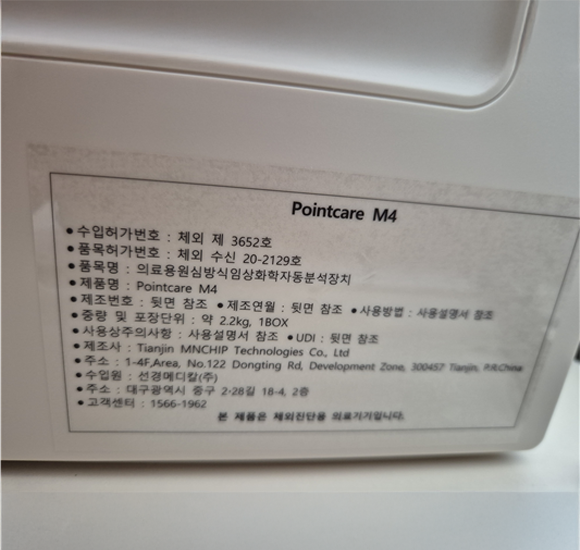 Pointcare M4
• 수입허가번호 : 체외 제 3652호
• 품목허가번호 : 체외 수신 20-2129호
• 품목명 : 의료용원심방식임상화학자동분석장치
• 제품명 : Pointcare M4
• 제조번호 : 뒷면 참조 • 제조연월 : 뒷면 참조 • 사용방법 : 사용설명서 참조
• 중량 및 포장단위 : 약 2.2kg, 1BOX
• 사용상주의사항 : 사용설명서 참조 • UDI : 뒷면 참조
• 제조사 : Tianjin MNCHIP Technologies Co., Ltd
• 주소 : 1-4F,Area, No.122 Dongting Rd, Development Zone, 300457 Tianjin, P.R.China
• 수입원 : 선경메디칼(주)
• 주소 : 대구광역시 중구 2·28길 18-4, 2층
• 고객센터 : 1566-1962
본 제품은 체외진단용 의료기기입니다.